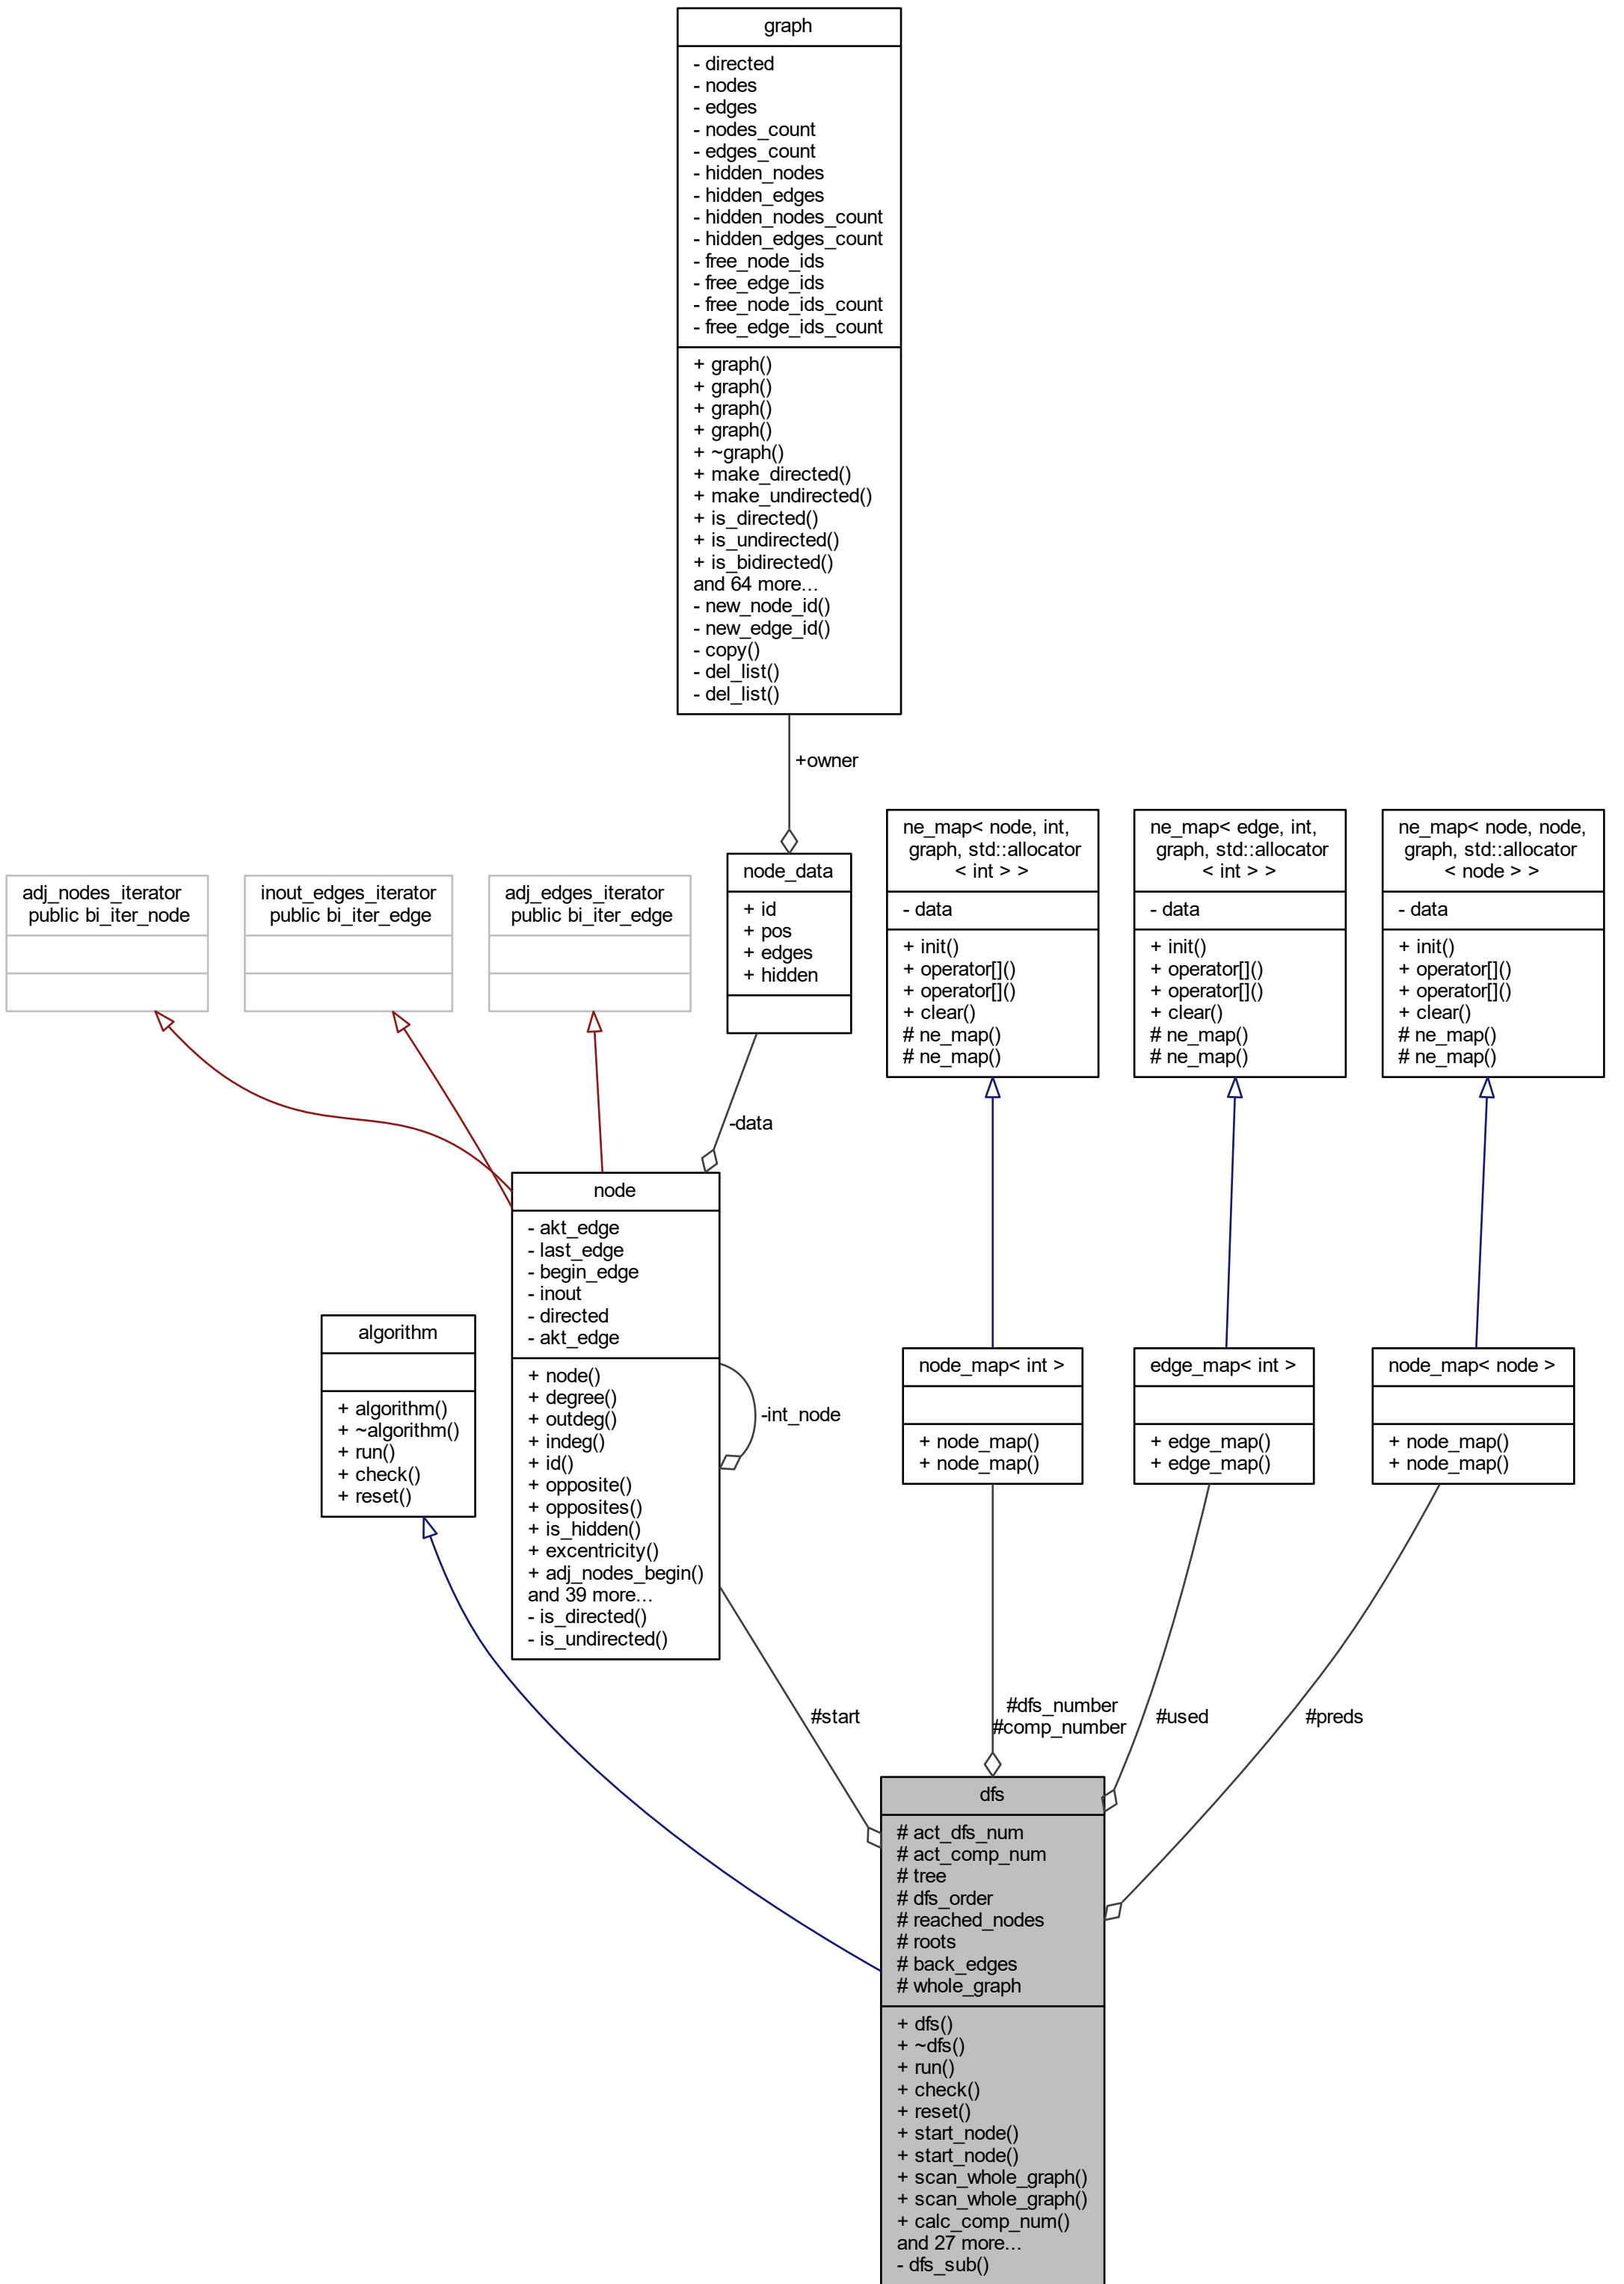 graph
- directed
- nodes
- edges
- nodes_count
- edges_count
- hidden_nodes
- hidden_edges
- hidden_nodes_count
- hidden_edges_count
- free_node_ids
- free_edge_ids
- free_node_ids_count
- free_edge_ids_count
+ graph()
+ graph()
+ graph()
+ graph()
+ ~graph()
+ make_directed()
+ make_undirected()
+ is_directed()
+ is_undirected()
+ is_bidirected()
and 64 more...
- new_node_id()
- new_edge_id()
- copy()
- del_list()
- del_list()
+owner
adj_nodes_iterator
public bi_iter_node
inout_edges_iterator
public bi_iter_edge
adj_edges_iterator
public bi_iter_edge
node_data
+ id
+ pos
+ edges
+ hidden
ne_map< node, int,
graph, std::allocator
< int > >
- data
+ init()
+ operator[]()
+ operator[]()
+ clear()
# ne_map()
# ne_map()
ne_map< edge, int,
graph, std::allocator
< int > >
- data
+ init()
+ operator[]()
+ operator[]()
+ clear()
# ne_map()
# ne_map()
ne_map< node, node,
graph, std::allocator
< node > >
- data
+ init()
+ operator[]()
+ operator[]()
+ clear()
# ne_map()
# ne_map()
-data
node
- akt_edge
- last_edge
- begin_edge
- inout
- directed
- akt_edge
+ node()
+ degree()
+ outdeg()
+ indeg()
+ id()
+ opposite()
+ opposites()
+ is_hidden()
+ excentricity()
+ adj_nodes_begin()
and 39 more...
- is_directed()
- is_undirected()
-int_node
algorithm
+ algorithm()
+ ~algorithm()
+ run()
+ check()
+ reset()
node_map< int >
+ node_map()
+ node_map()
edge_map< int >
+ edge_map()
+ edge_map()
node_map< node >
+ node_map()
+ node_map()
#start
#dfs_number
#comp_number
#used
#preds
dfs
# act_dfs_num
# act_comp_num
# tree
# dfs_order
# reached_nodes
# roots
# back_edges
# whole_graph
+ dfs()
+ ~dfs()
+ run()
+ check()
+ reset()
+ start_node()
+ start_node()
+ scan_whole_graph()
+ scan_whole_graph()
+ calc_comp_num()
and 27 more...
- dfs_sub()